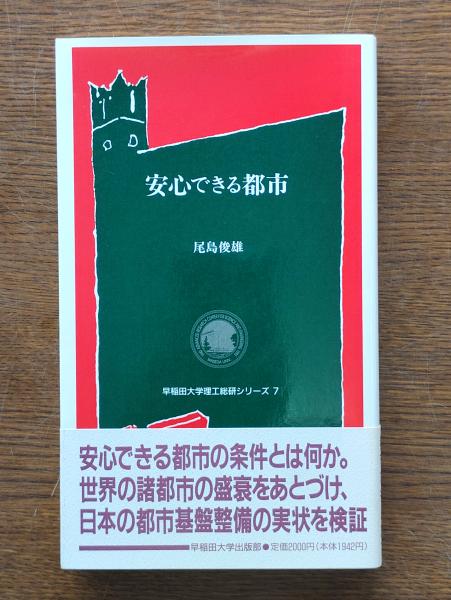 安心できる都市
尾島俊雄
早稲田大学理工総研シリーズ 7
安心できる都市の条件とは何か。
世界の諸都市の盛衰をあとづけ、
日本の都市基盤整備の実状を検証
早稲田大学出版部●定価2000円(本体1942円)